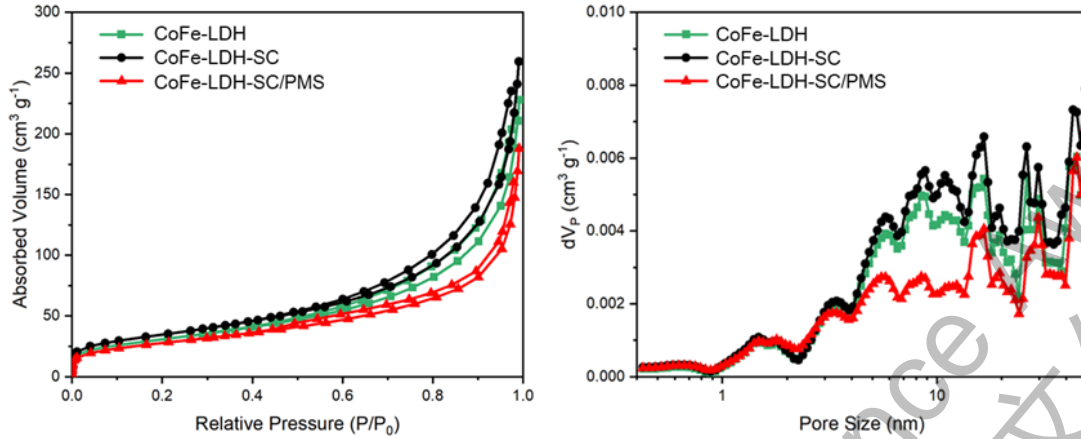 300
250
200
150
100
50
0
0.0 0.2 0.4 0.6 0.8 1.0
Absorbed Volume (cm³ g⁻¹)
Relative Pressure (P/P₀)
CoFe-LDH
CoFe-LDH-SC
CoFe-LDH-SC/PMS
0.010
0.008
0.006
0.004
0.002
0.000
1 10
dVₚ (cm³ g⁻¹)
Pore Size (nm)
CoFe-LDH
CoFe-LDH-SC
CoFe-LDH-SC/PMS
nce
文